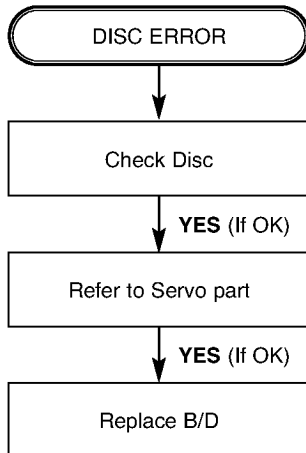 DISC ERROR
Check Disc
YES (If OK)
Refer to Servo part
YES (If OK)
Replace B/D